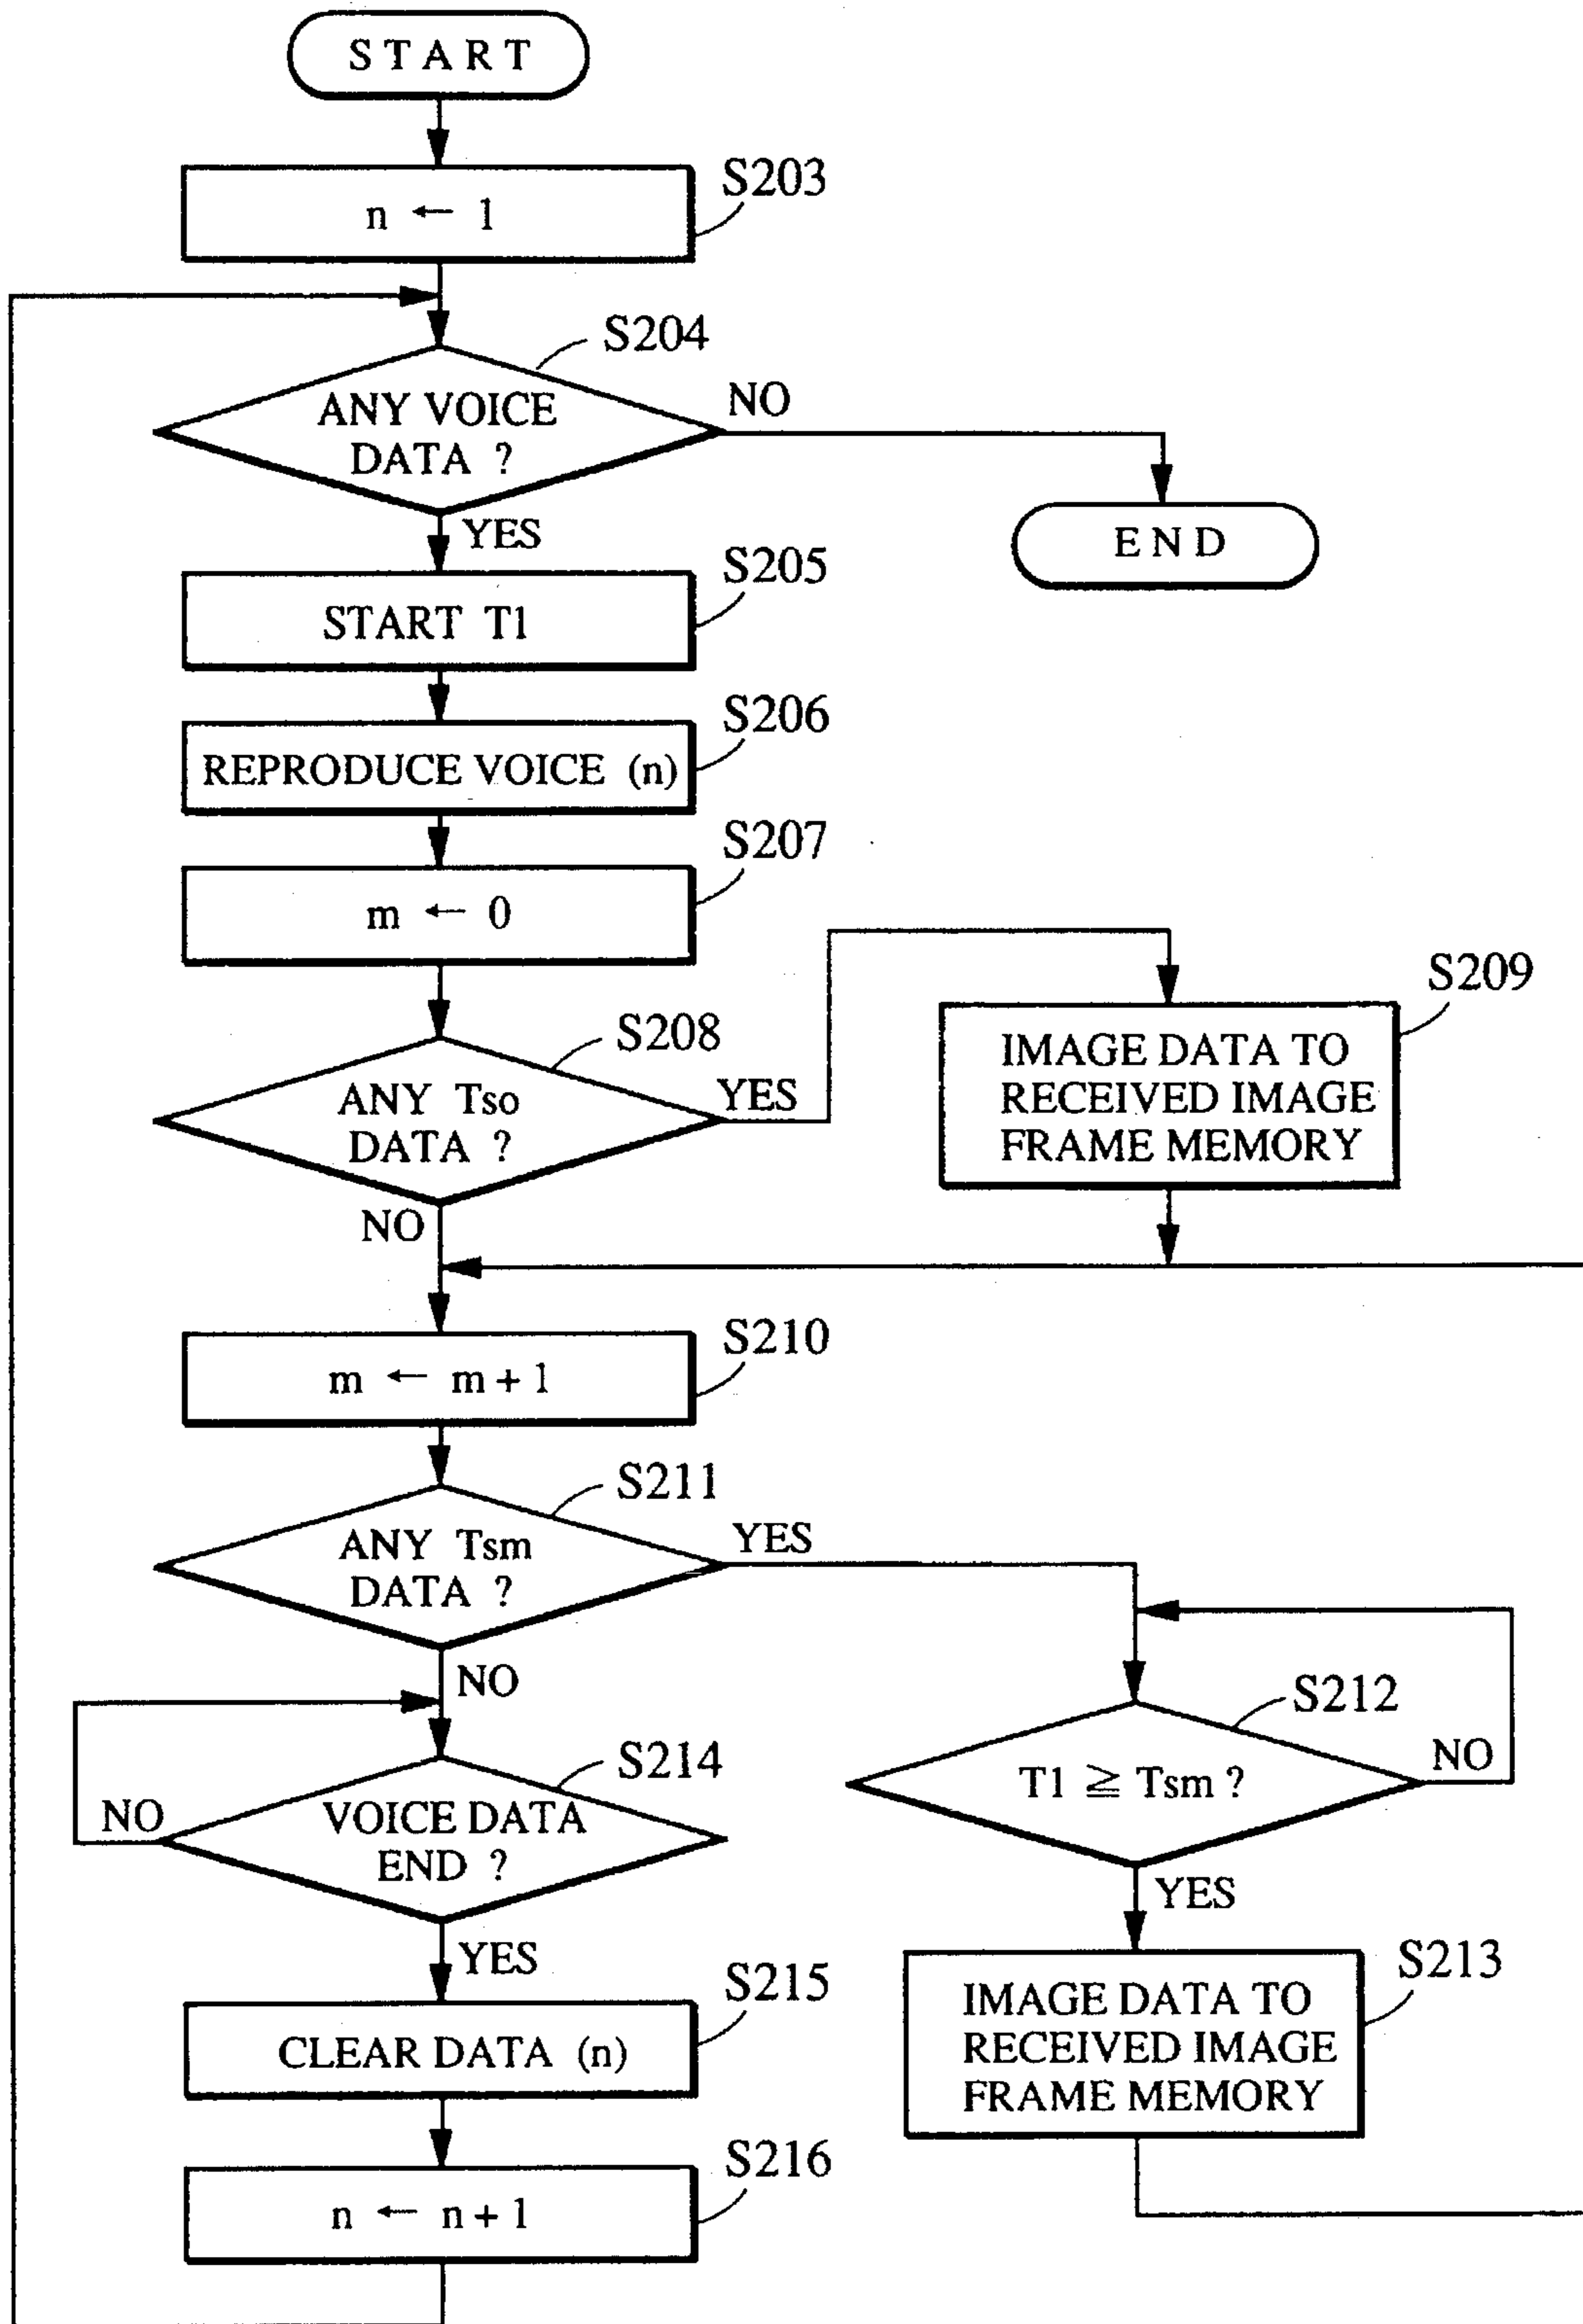 START
S203
n ← 1
S204
ANY VOICE
DATA ?
NO
YES
END
S205
START T1
S206
REPRODUCE VOICE (n)
S207
m ← 0
S208
ANY Tso
DATA ?
YES
NO
S209
IMAGE DATA TO
RECEIVED IMAGE
FRAME MEMORY
S210
m ← m + 1
S211
ANY Tsm
DATA ?
YES
NO
S212
T1 ≧ Tsm ?
NO
YES
S214
VOICE DATA
END ?
NO
YES
S213
IMAGE DATA TO
RECEIVED IMAGE
FRAME MEMORY
S215
CLEAR DATA (n)
S216
n ← n + 1